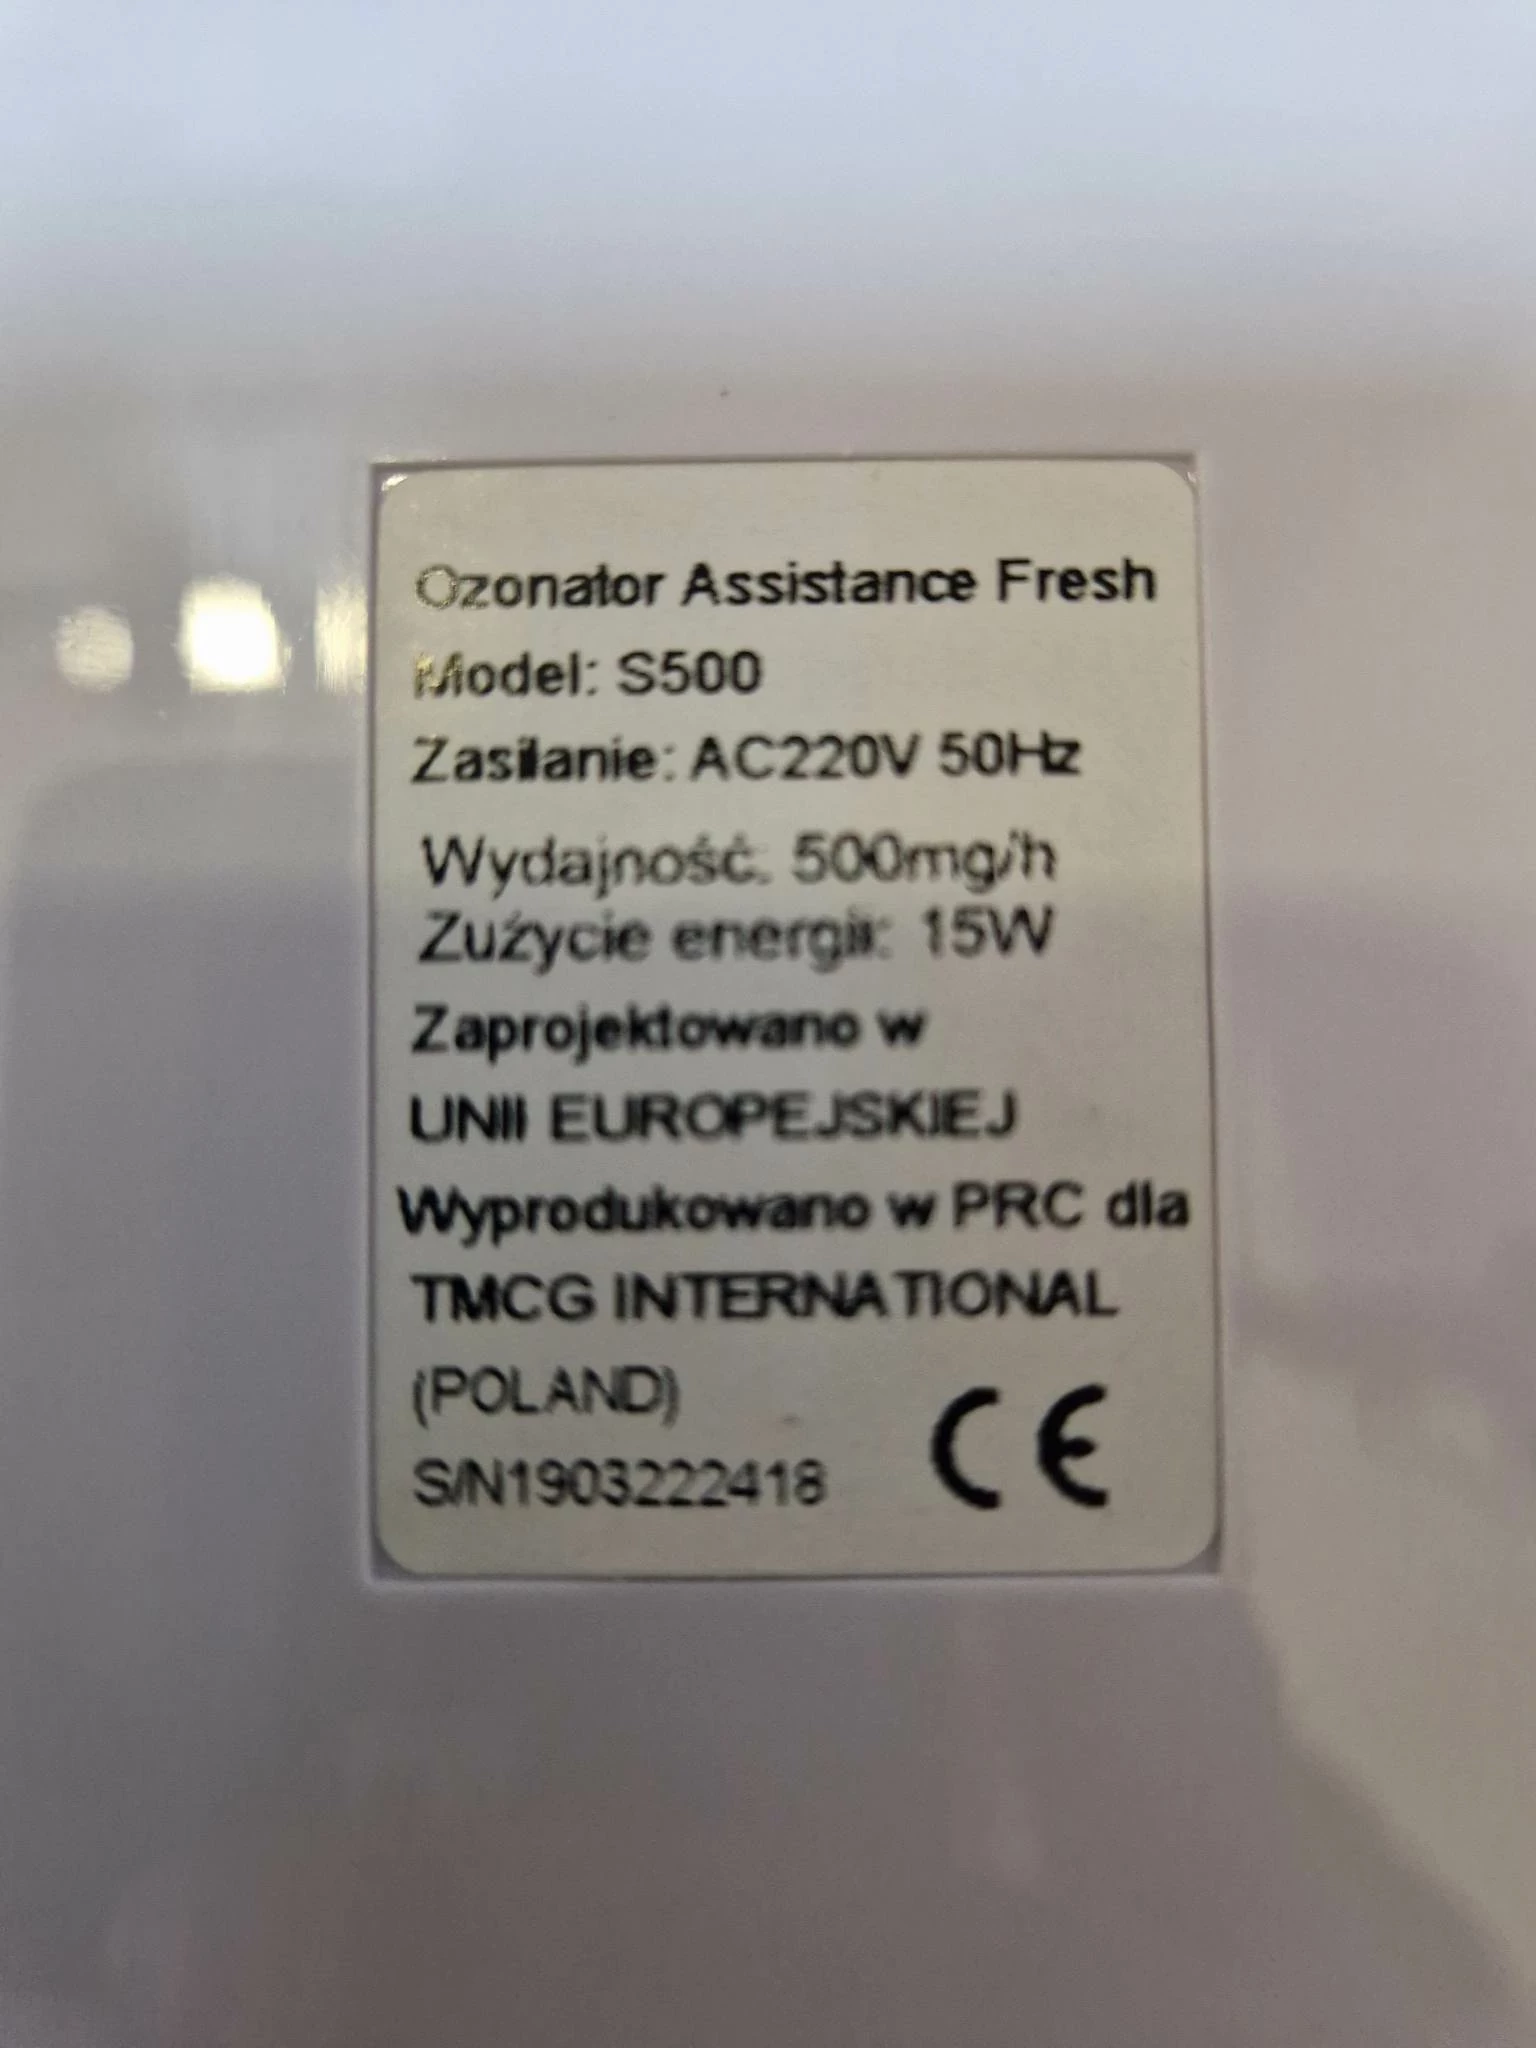 Ozonator Assistance Fresh
Model: S500
Zasilanie: AC220V 50Hz
Wydajność: 500mg/h
Zużycie energii: 15W
Zaprojektowano w
UNII EUROPEJSKIEJ
Wyprodukowano w PRC dla
TMCG INTERNATIONAL
(POLAND)
S/N1903222418
CE